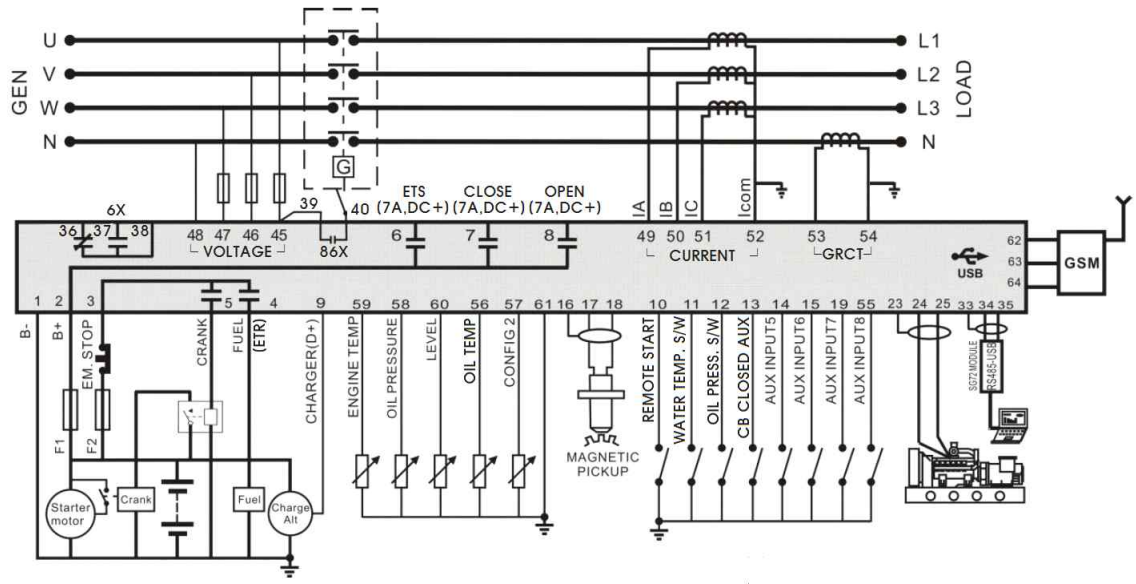 GEN
U
V
W
N
L1
L2
L3
N
LOAD
G
39
40
ETS
(7A,DC+)
CLOSE
(7A,DC+)
OPEN
(7A,DC+)
IA
IB
IC
Icom
6X
36 37 38
48 47 46 45
VOLTAGE
86X
6 7 8
49 50 51 52
CURRENT
53 54
GRCT
USB
62
63
64
GSM
1 2 3 5 4 9 59 58 60 56 57 61 16 17 18 10 11 12 13 14 15 19 55 23 24 25 33 34 35
B-
B+
EM. STOP
CRANK
FUEL
(ETR)
CHARGER(D+)
ENGINE TEMP
OIL PRESSURE
LEVEL
OIL TEMP
CONFIG 2
REMOTE START
WATER TEMP. S/W
OIL PRESS. S/W
CB CLOSED AUX
AUX INPUT5
AUX INPUT6
AUX INPUT7
AUX INPUT8
SG72 MODULE
RS485-USB
F1
F2
MAGNETIC
PICKUP
Starter
motor
Crank
Fuel
Charge
Alt